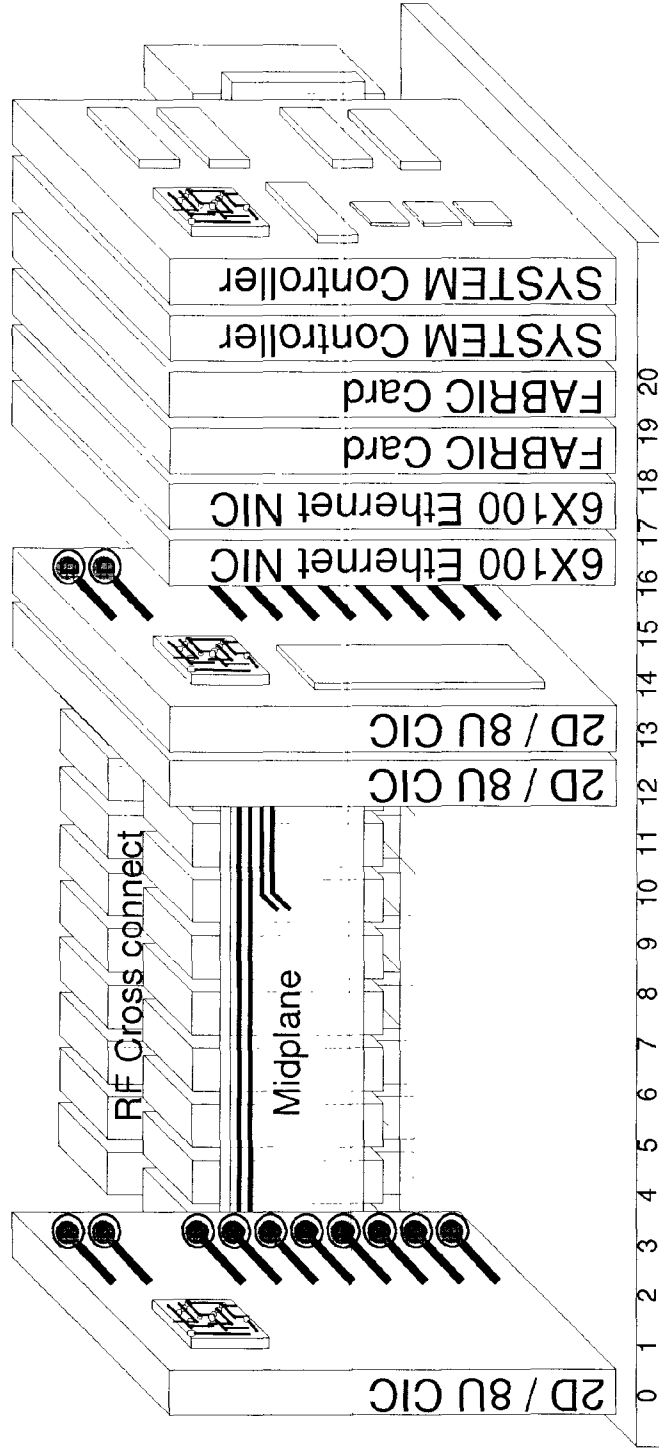 SYSTEM Controller
SYSTEM Controller
FABRIC Card
FABRIC Card
6X100 Ethernet NIC
6X100 Ethernet NIC
2D / 8U CIC
2D / 8U CIC
RF Cross connect
Midplane
2D / 8U CIC
0 1 2 3 4 5 6 7 8 9 10 11 12 13 14 15 16 17 18 19 20